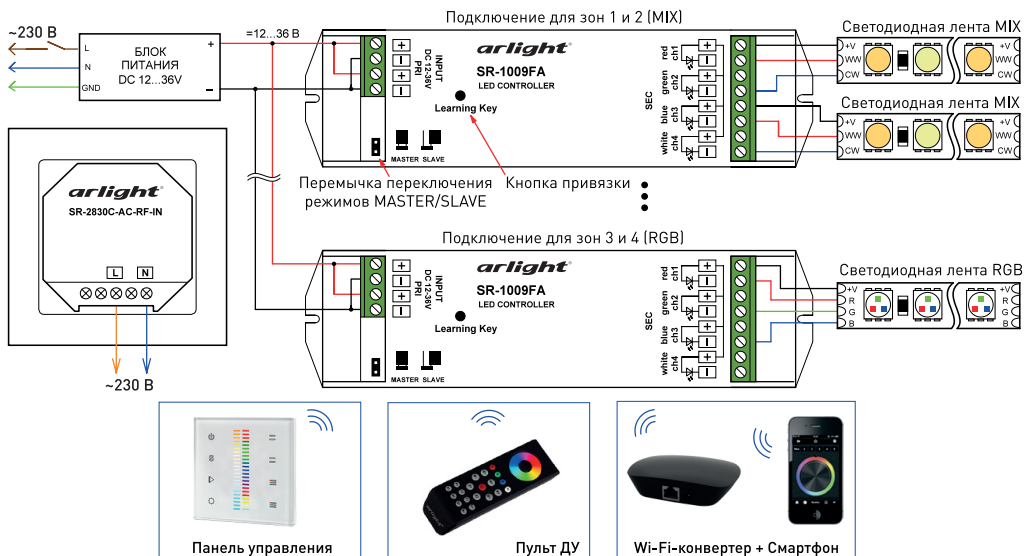 Подключение для зон 1 и 2 (MIX)
~230 В
L
N
GND
БЛОК
ПИТАНИЯ
DC 12...36V
+
–
=12...36 В
+
–
+
–
INPUT
DC 12-36V
PRI
arlight®
SR-1009FA
LED CONTROLLER
Learning Key
MASTER SLAVE
SEC
red
ch1
green
ch2
blue
ch3
white
ch4
+
–
+
–
+
–
+
–
Светодиодная лента MIX
+V
WW
CW
+V
WW
CW
Светодиодная лента MIX
+V
WW
CW
+V
WW
CW
Перемычка переключения
режимов MASTER/SLAVE
Кнопка привязки
arlight®
SR-2830C-AC-RF-IN
L
N
~230 В
Подключение для зон 3 и 4 (RGB)
+
–
+
–
INPUT
DC 12-36V
PRI
arlight®
SR-1009FA
LED CONTROLLER
Learning Key
MASTER SLAVE
SEC
red
ch1
green
ch2
blue
ch3
white
ch4
+
–
+
–
+
–
+
–
Светодиодная лента RGB
+V
R
G
B
+V
R
G
B
Панель управления
Пульт ДУ
Wi-Fi-конвертер + Смартфон